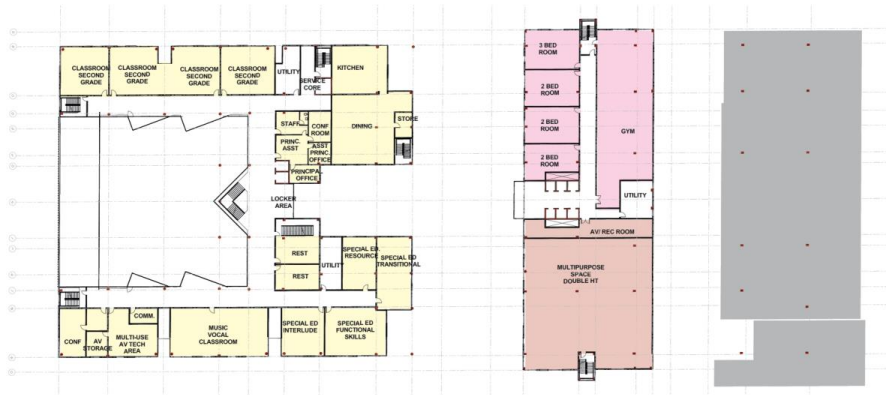 CLASSROOM
SECOND
GRADE
CLASSROOM
SECOND
GRADE
CLASSROOM
SECOND
GRADE
CLASSROOM
SECOND
GRADE
UTILITY
SERVICE
CORE
KITCHEN
STAFF
CONF
ROOM
DINING
STORE
PRINC.
ASST
ASST
PRINC.
OFFICE
PRINCIPAL
OFFICE
LOCKER
AREA
REST
REST
UTILITY
SPECIAL ED.
RESOURCE
SPECIAL ED
TRANSITIONAL
CONF
AV
STORAGE
COMM.
MULTI-USE
AV TECH
AREA
MUSIC
VOCAL
CLASSROOM
SPECIAL ED
INTERLUDE
SPECIAL ED
FUNCTIONAL
SKILLS
3 BED
ROOM
2 BED
ROOM
2 BED
ROOM
2 BED
ROOM
GYM
UTILITY
AV/ REC ROOM
MULTIPURPOSE
SPACE
DOUBLE HT